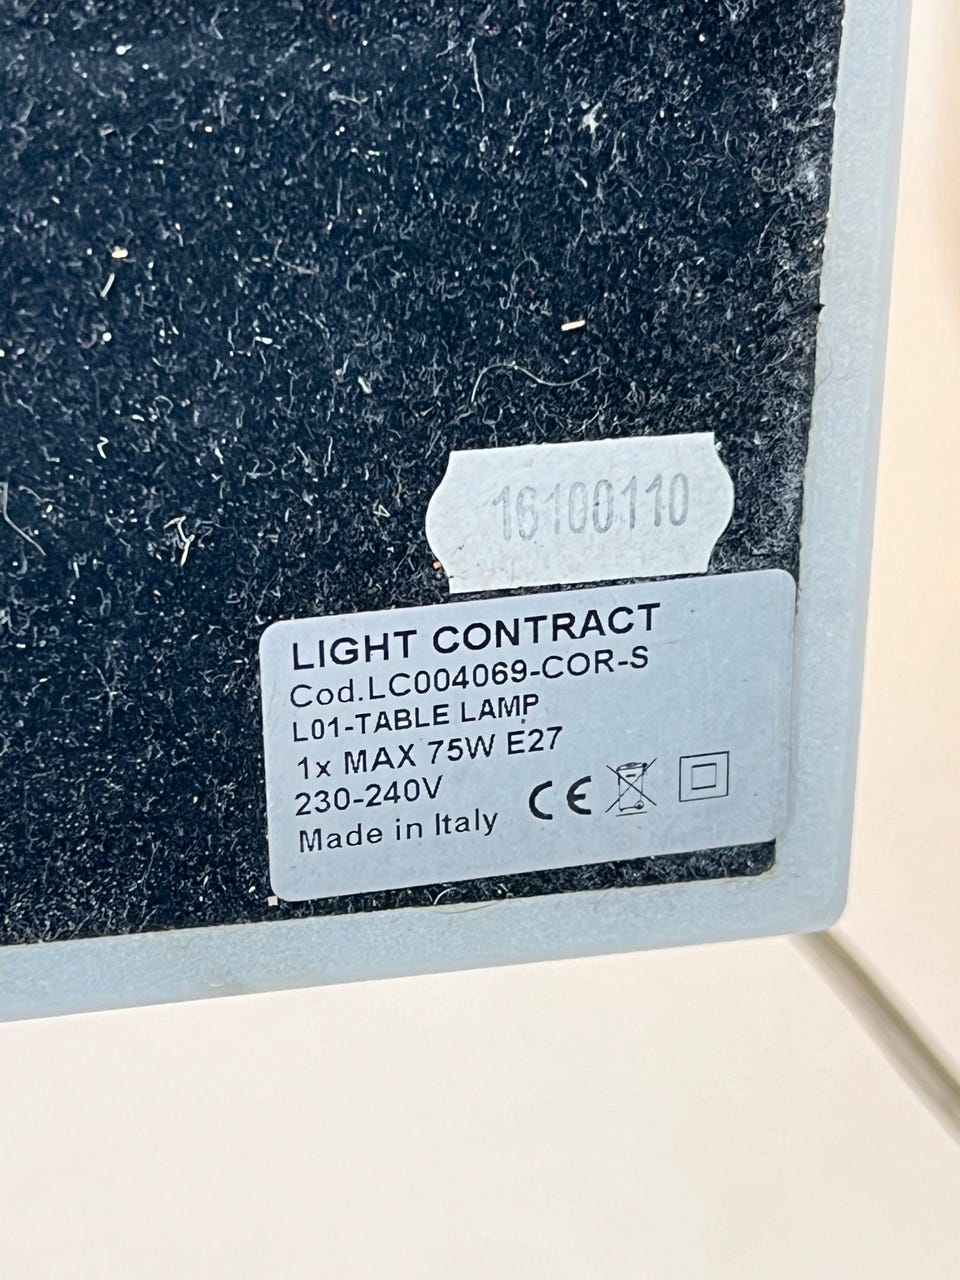 16100110
LIGHT CONTRACT
Cod.LC004069-COR-S
L01-TABLE LAMP
1x MAX 75W E27
230-240V
Made in Italy CE